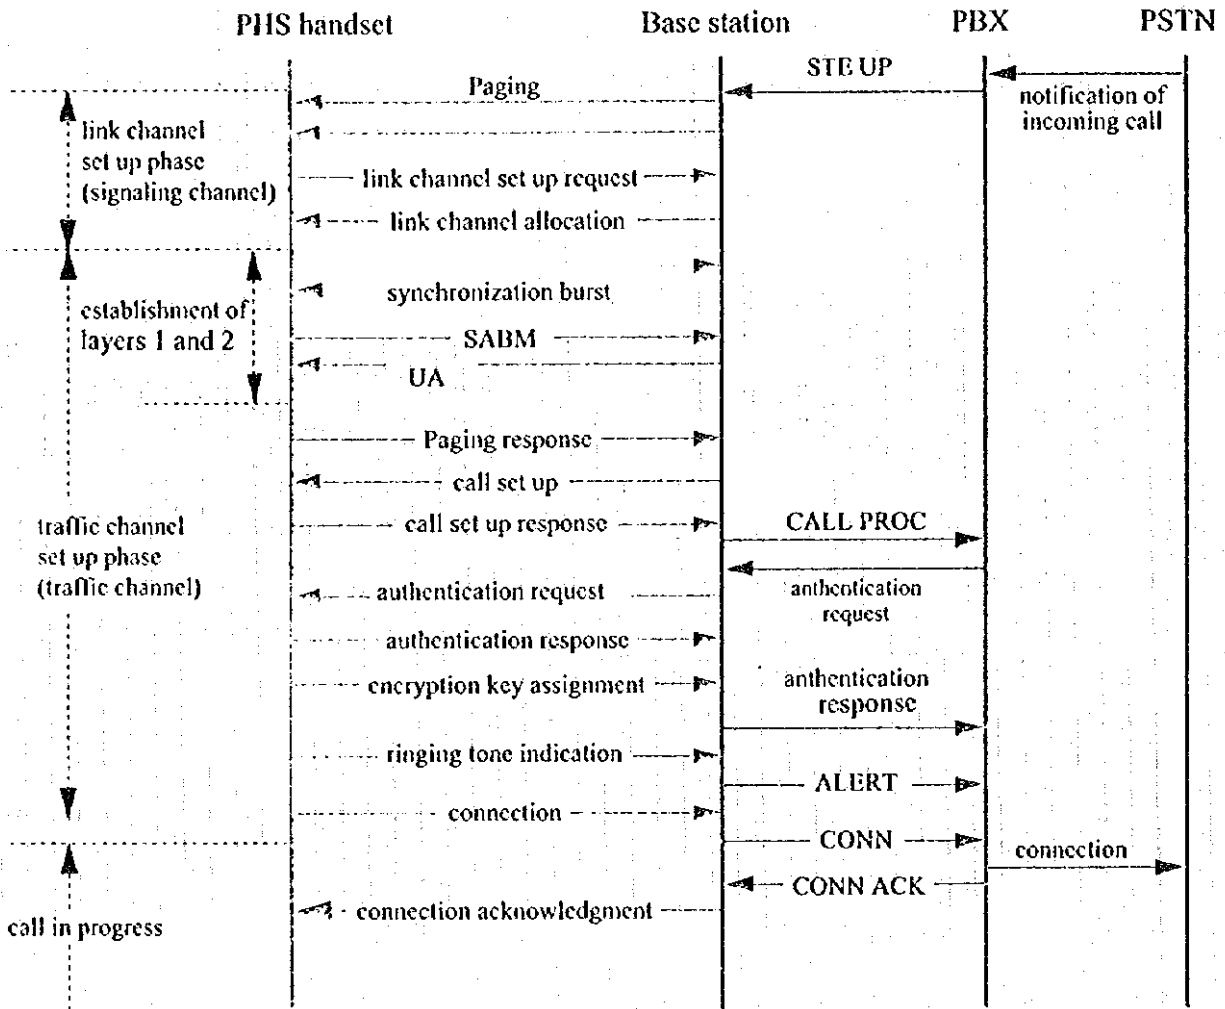 PHS handset Base station PBX PSTN
STE UP
Paging
notification of
incoming call
link channel
set up phase
(signaling channel)
link channel set up request
link channel allocation
synchronization burst
establishment of
layers 1 and 2
SABM
UA
Paging response
call set up
call set up response
CALL PROC
traffic channel
set up phase
(traffic channel)
authentication request
anthentication
request
authentication response
encryption key assignment
anthentication
response
ringing tone indication
ALERT
connection
CONN
connection
CONN ACK
connection acknowledgment
call in progress